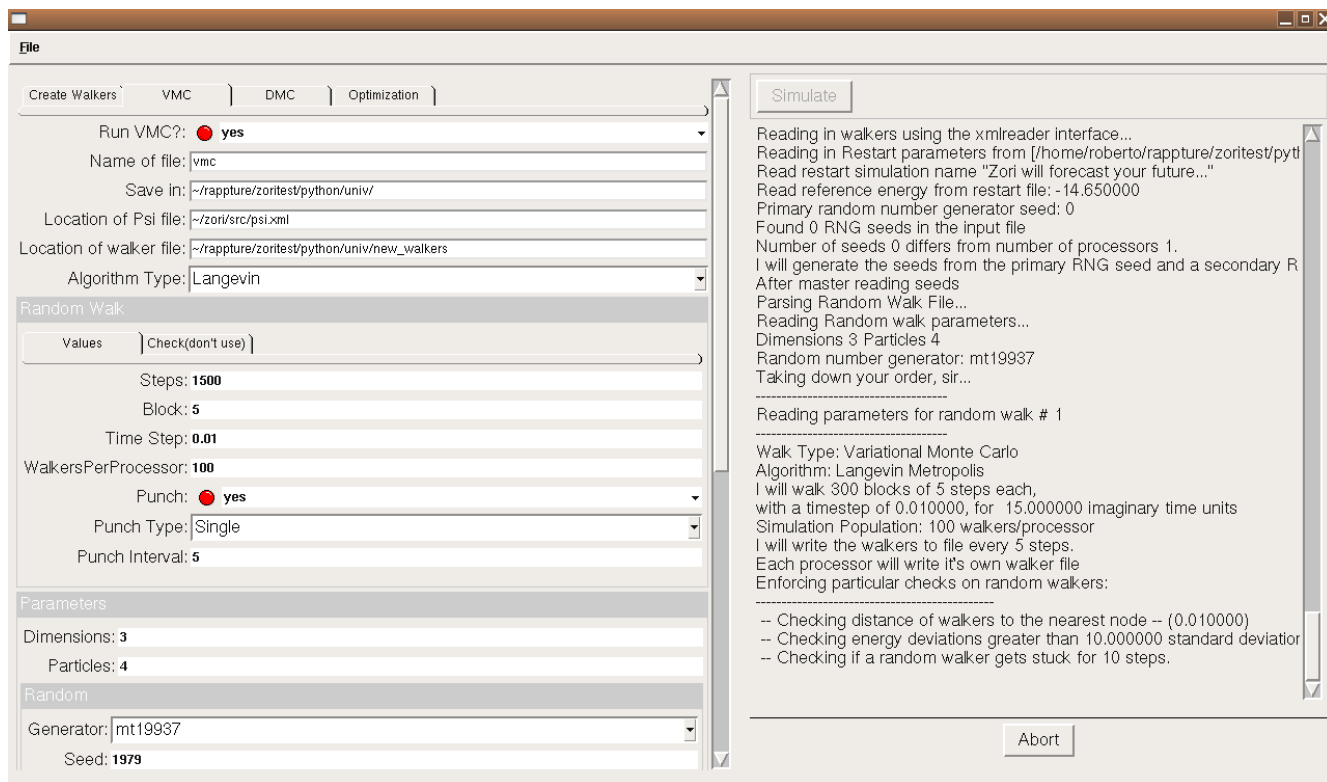 File
Create Walkers VMC DMC Optimization
Run VMC?: yes
Name of file: vmc
Save in: ~/rappture/zoritest/python/univ/
Location of Psi file: ~/zori/src/psi.xml
Location of walker file: ~/rappture/zoritest/python/univ/new_walkers
Algorithm Type: Langevin
Random Walk
Values Check(don't use)
Steps: 1500
Block: 5
Time Step: 0.01
WalkersPerProcessor: 100
Punch: yes
Punch Type: Single
Punch Interval: 5
Parameters
Dimensions: 3
Particles: 4
Random
Generator: mt19937
Seed: 1979
Simulate
Reading in walkers using the xmlreader interface...
Reading in Restart parameters from [/home/roberto/rappture/zoritest/pyth
Read restart simulation name "Zori will forecast your future..."
Read reference energy from restart file: -14.650000
Primary random number generator seed: 0
Found 0 RNG seeds in the input file
Number of seeds 0 differs from number of processors 1.
I will generate the seeds from the primary RNG seed and a secondary R
After master reading seeds
Parsing Random Walk File...
Reading Random walk parameters...
Dimensions 3 Particles 4
Random number generator: mt19937
Taking down your order, sir...
-------------------------------------
Reading parameters for random walk # 1
-------------------------------------
Walk Type: Variational Monte Carlo
Algorithm: Langevin Metropolis
I will walk 300 blocks of 5 steps each,
with a timestep of 0.010000, for 15.000000 imaginary time units
Simulation Population: 100 walkers/processor
I will write the walkers to file every 5 steps.
Each processor will write it's own walker file
Enforcing particular checks on random walkers:
----------------------------------------------
-- Checking distance of walkers to the nearest node -- (0.010000)
-- Checking energy deviations greater than 10.000000 standard deviation
-- Checking if a random walker gets stuck for 10 steps.
Abort